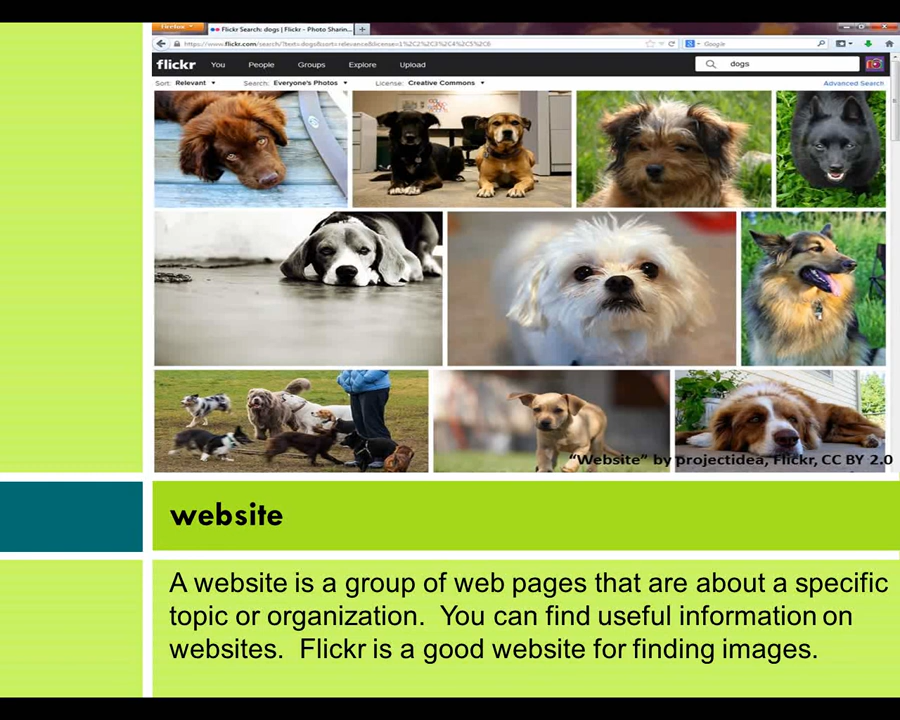 Firefox
Flickr Search: dogs | Flickr - Photo Sharin...
Google
flickr You People Groups Explore Upload dogs
Sort: Relevant Search: Everyone's Photos License: Creative Commons Advanced Search
"Website" by projectidea, Flickr, CC BY 2.0
website
A website is a group of web pages that are about a specific
topic or organization. You can find useful information on
websites. Flickr is a good website for finding images.